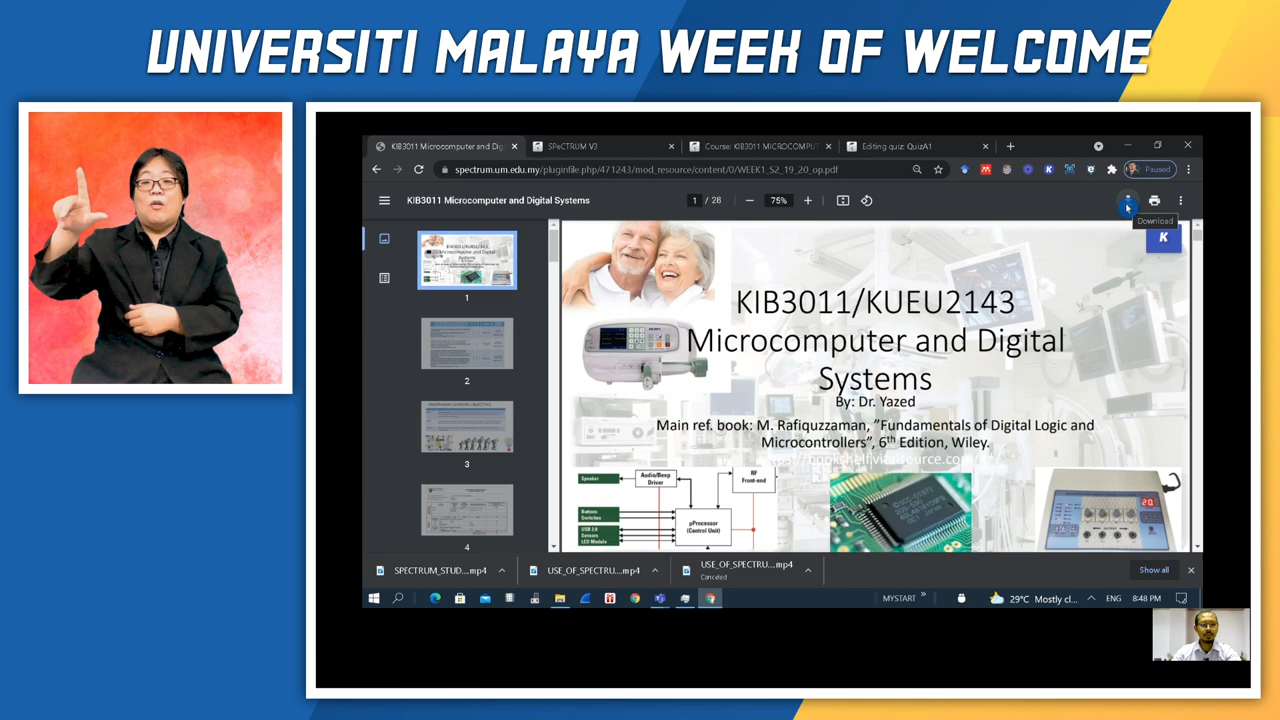 UNIVERSITI MALAYA WEEK OF WELCOME
KIB3011 Microcomputer and Dig
SPeCTRUM V3
Course: KIB3011 MICROCOMPUT
Editing quiz: QuizA1
spectrum.um.edu.my/pluginfile.php/471243/mod_resource/content/0/WEEK1_S2_19_20_op.pdf
Paused
KIB3011 Microcomputer and Digital Systems
1 / 28
75%
Download
K
1
2
3
4
KIB3011/KUEU2143
Microcomputer and Digital
Systems
By: Dr. Yazed
Main ref. book: M. Rafiquzzaman, "Fundamentals of Digital Logic and
Microcontrollers", 6th Edition, Wiley.
Speaker
Audio/Beep
Driver
RF
Front-end
Buttons
Switches
USB 2.0
Sensors
LCD Module
µProcessor
(Control Unit)
SPECTRUM_STUD....mp4
USE_OF_SPECTRU....mp4
USE_OF_SPECTRU....mp4
Canceled
Show all
MYSTART
29°C Mostly cl...
ENG
8:48 PM